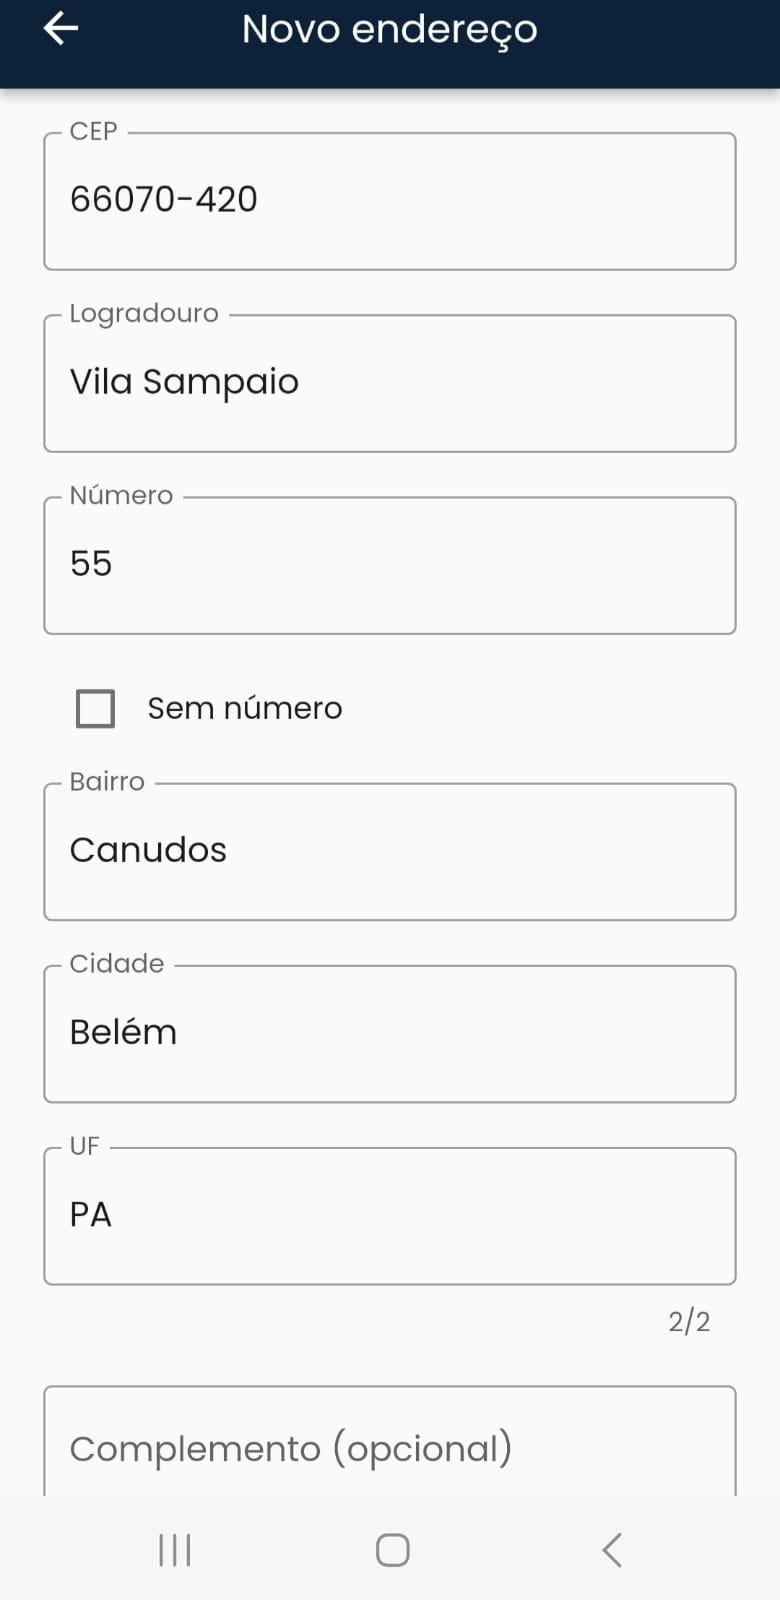 Novo endereço
CEP
66070-420
Logradouro
Vila Sampaio
Número
55
Sem número
Bairro
Canudos
Cidade
Belém
UF
PA
2/2
Complemento (opcional)